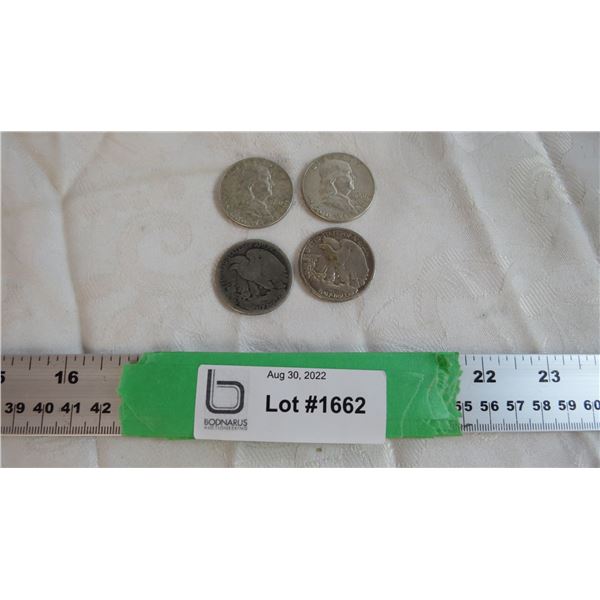 16 22 23
39 40 41 42 55 56 57 58 59 60
Aug 30, 2022
Lot #1662
BODNARUS
AUCTIONEERING